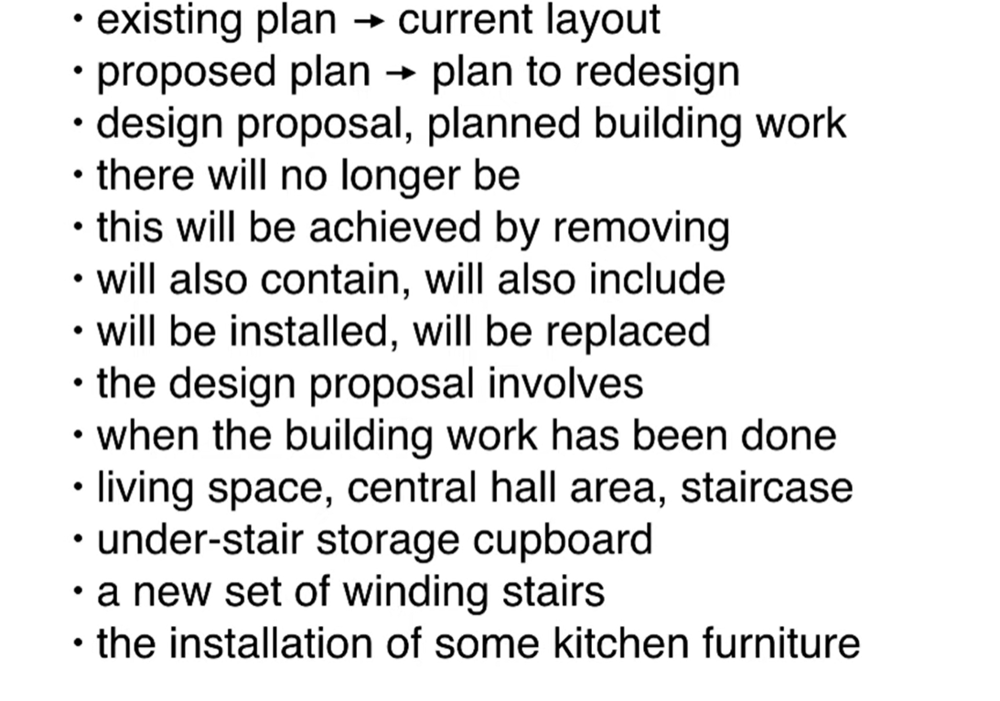 • existing plan → current layout
• proposed plan → plan to redesign
• design proposal, planned building work
• there will no longer be
• this will be achieved by removing
• will also contain, will also include
• will be installed, will be replaced
• the design proposal involves
• when the building work has been done
• living space, central hall area, staircase
• under-stair storage cupboard
• a new set of winding stairs
• the installation of some kitchen furniture